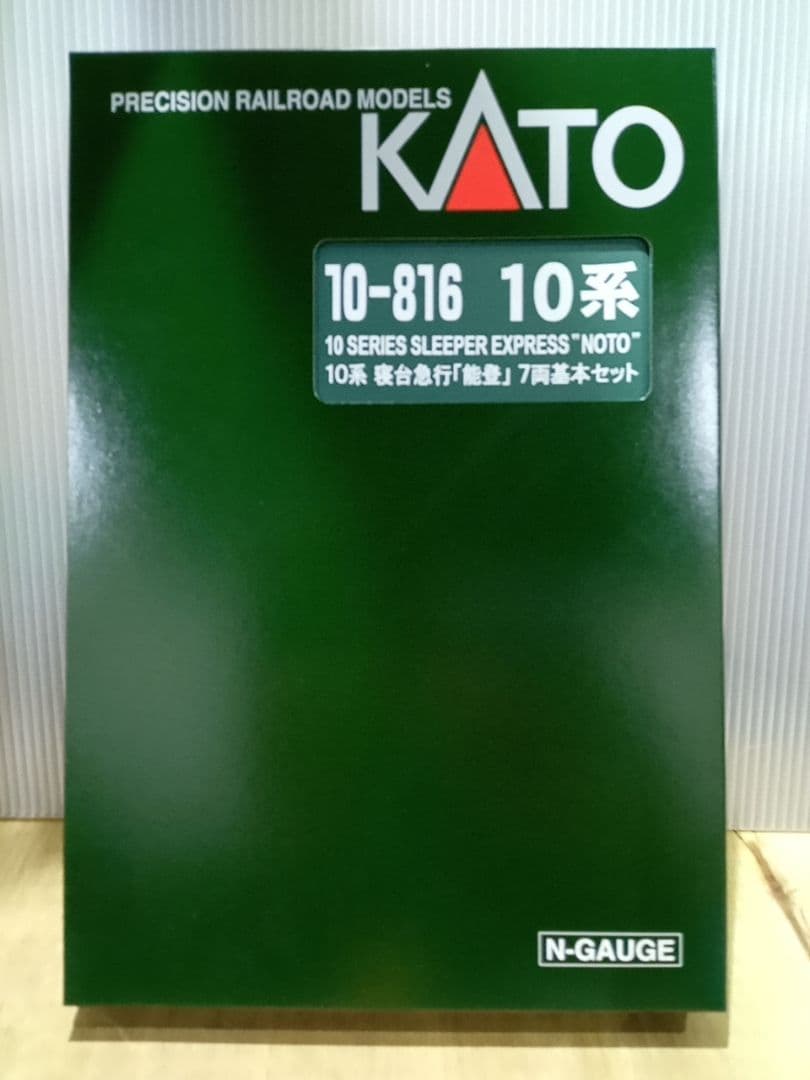 PRECISION RAILROAD MODELS
KATO
10-816 10系
10 SERIES SLEEPER EXPRESS "NOTO"
10系 寝台急行「能登」 7両基本セット
N-GAUGE